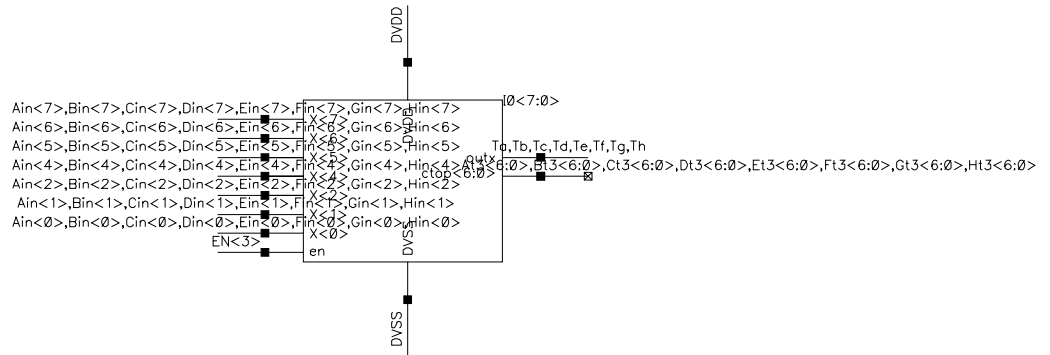 DVDD
I0<7:0>
Ain<7>,Bin<7>,Cin<7>,Din<7>,Ein<7>,Fin<7>,Gin<7>,Hin<7>
X<7>
DVDD
Ain<6>,Bin<6>,Cin<6>,Din<6>,Ein<6>,Fin<6>,Gin<6>,Hin<6>
X<6>
Ain<5>,Bin<5>,Cin<5>,Din<5>,Ein<5>,Fin<5>,Gin<5>,Hin<5>
Ta,Tb,Tc,Td,Te,Tf,Tg,Th
X<5>
outx
Ain<4>,Bin<4>,Cin<4>,Din<4>,Ein<4>,Fin<4>,Gin<4>,Hin<4>
At3<6:0>,Bt3<6:0>,Ct3<6:0>,Dt3<6:0>,Et3<6:0>,Ft3<6:0>,Gt3<6:0>,Ht3<6:0>
X<4>
ctop<6:0>
Ain<2>,Bin<2>,Cin<2>,Din<2>,Ein<2>,Fin<2>,Gin<2>,Hin<2>
X<2>
Ain<1>,Bin<1>,Cin<1>,Din<1>,Ein<1>,Fin<1>,Gin<1>,Hin<1>
X<1>
Ain<0>,Bin<0>,Cin<0>,Din<0>,Ein<0>,Fin<0>,Gin<0>,Hin<0>
X<0>
DVSS
EN<3>
en
DVSS